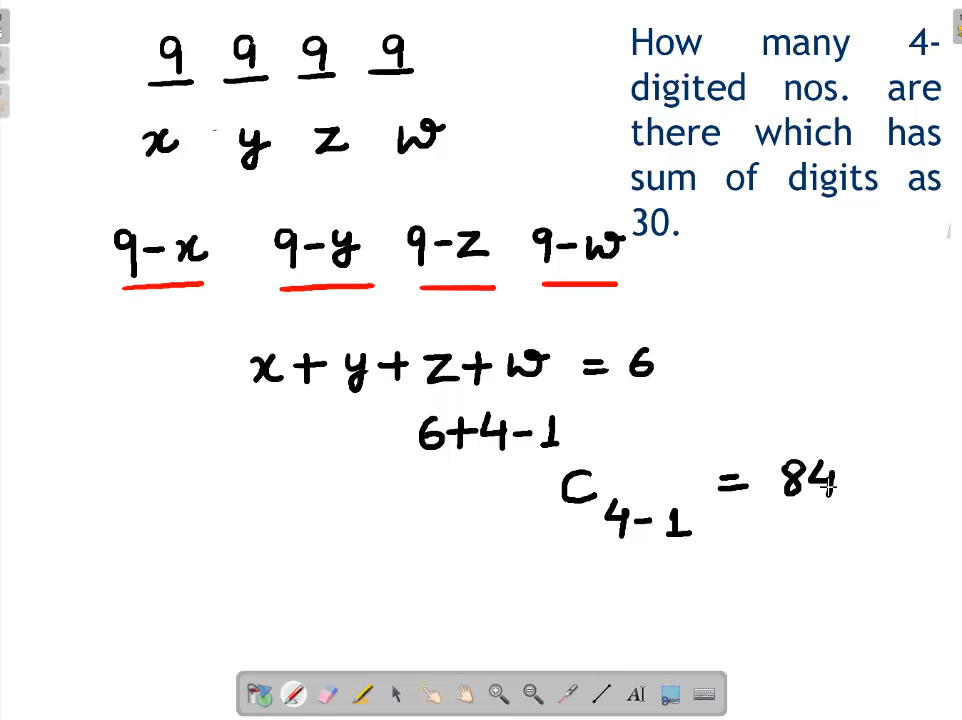 9 9 9 9
x y z w
How many 4-
digited nos. are
there which has
sum of digits as
30.
9-x 9-y 9-z 9-w
x + y + z + w = 6
6+4-1
C = 84
4-1
AI